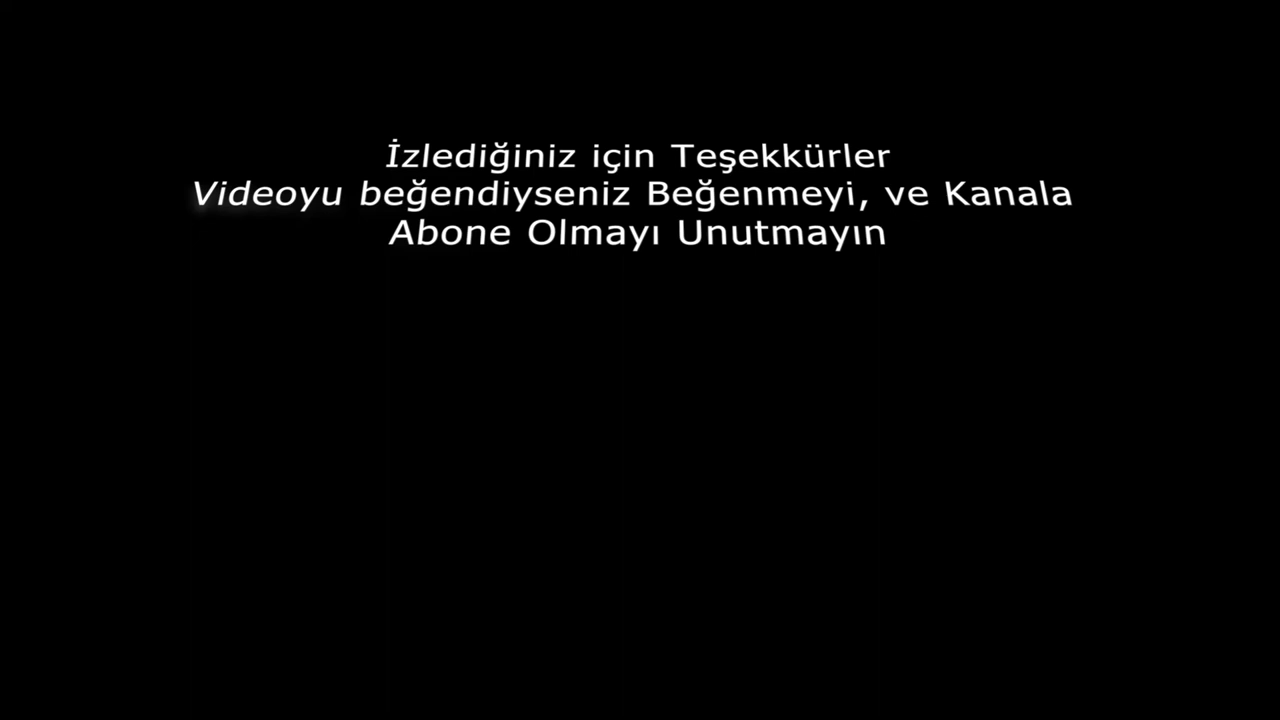 İzlediğiniz için Teşekkürler
Videoyu beğendiyseniz Beğenmeyi, ve Kanala
Abone Olmayı Unutmayın